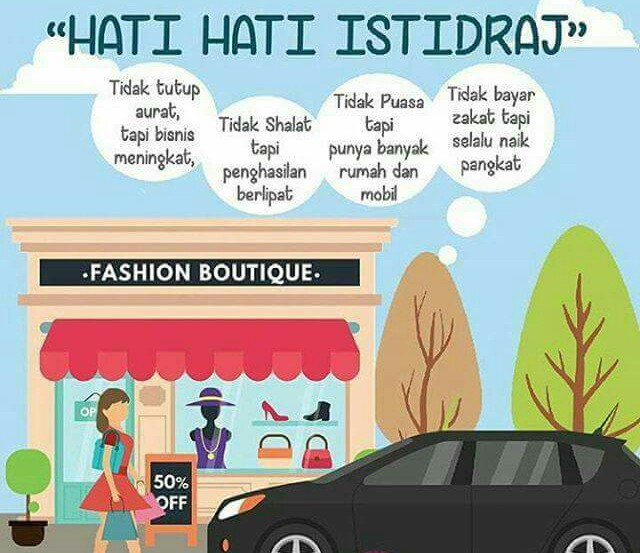 “HATI HATI ISTIDRAJ”
Tidak tutup
aurat,
tapi bisnis
meningkat,
Tidak Shalat
tapi
penghasilan
berlipat
Tidak Puasa
tapi
punya banyak
rumah dan
mobil
Tidak bayar
zakat tapi
selalu naik
pangkat
·FASHION BOUTIQUE·
OP
50%
OFF